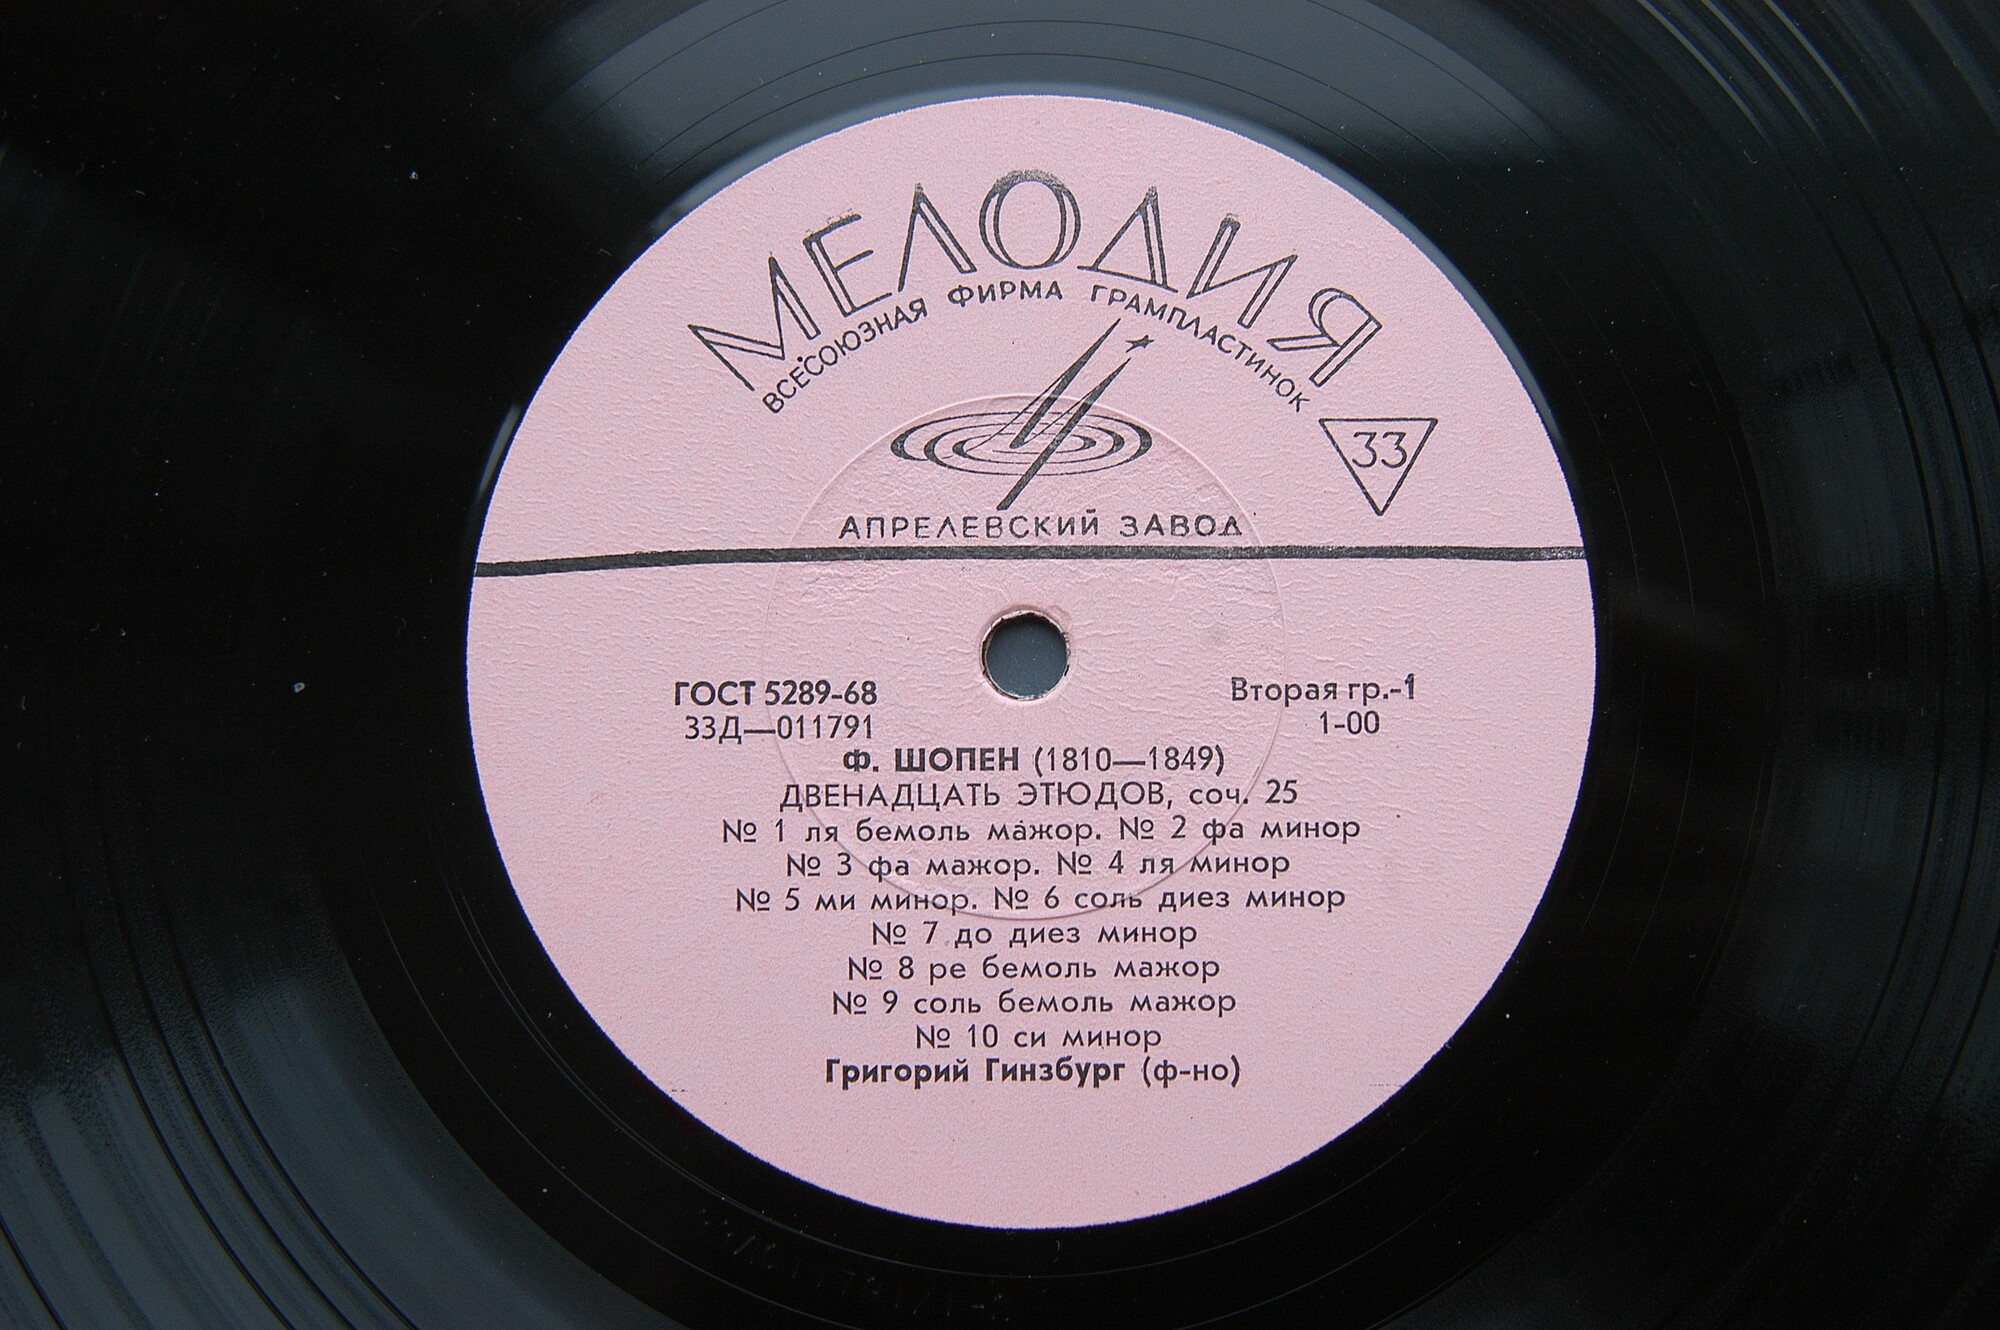 МЕЛОДИЯ
ВСЕСОЮЗНАЯ ФИРМА ГРАМПЛАСТИНОК
33
АПРЕЛЕВСКИЙ ЗАВОД
ГОСТ 5289-68
Вторая гр.-1
33Д—011791
1-00
Ф. ШОПЕН (1810—1849)
ДВЕНАДЦАТЬ ЭТЮДОВ, соч. 25
№ 1 ля бемоль мажор. № 2 фа минор
№ 3 фа мажор. № 4 ля минор
№ 5 ми минор. № 6 соль диез минор
№ 7 до диез минор
№ 8 ре бемоль мажор
№ 9 соль бемоль мажор
№ 10 си минор
Григорий Гинзбург (ф-но)